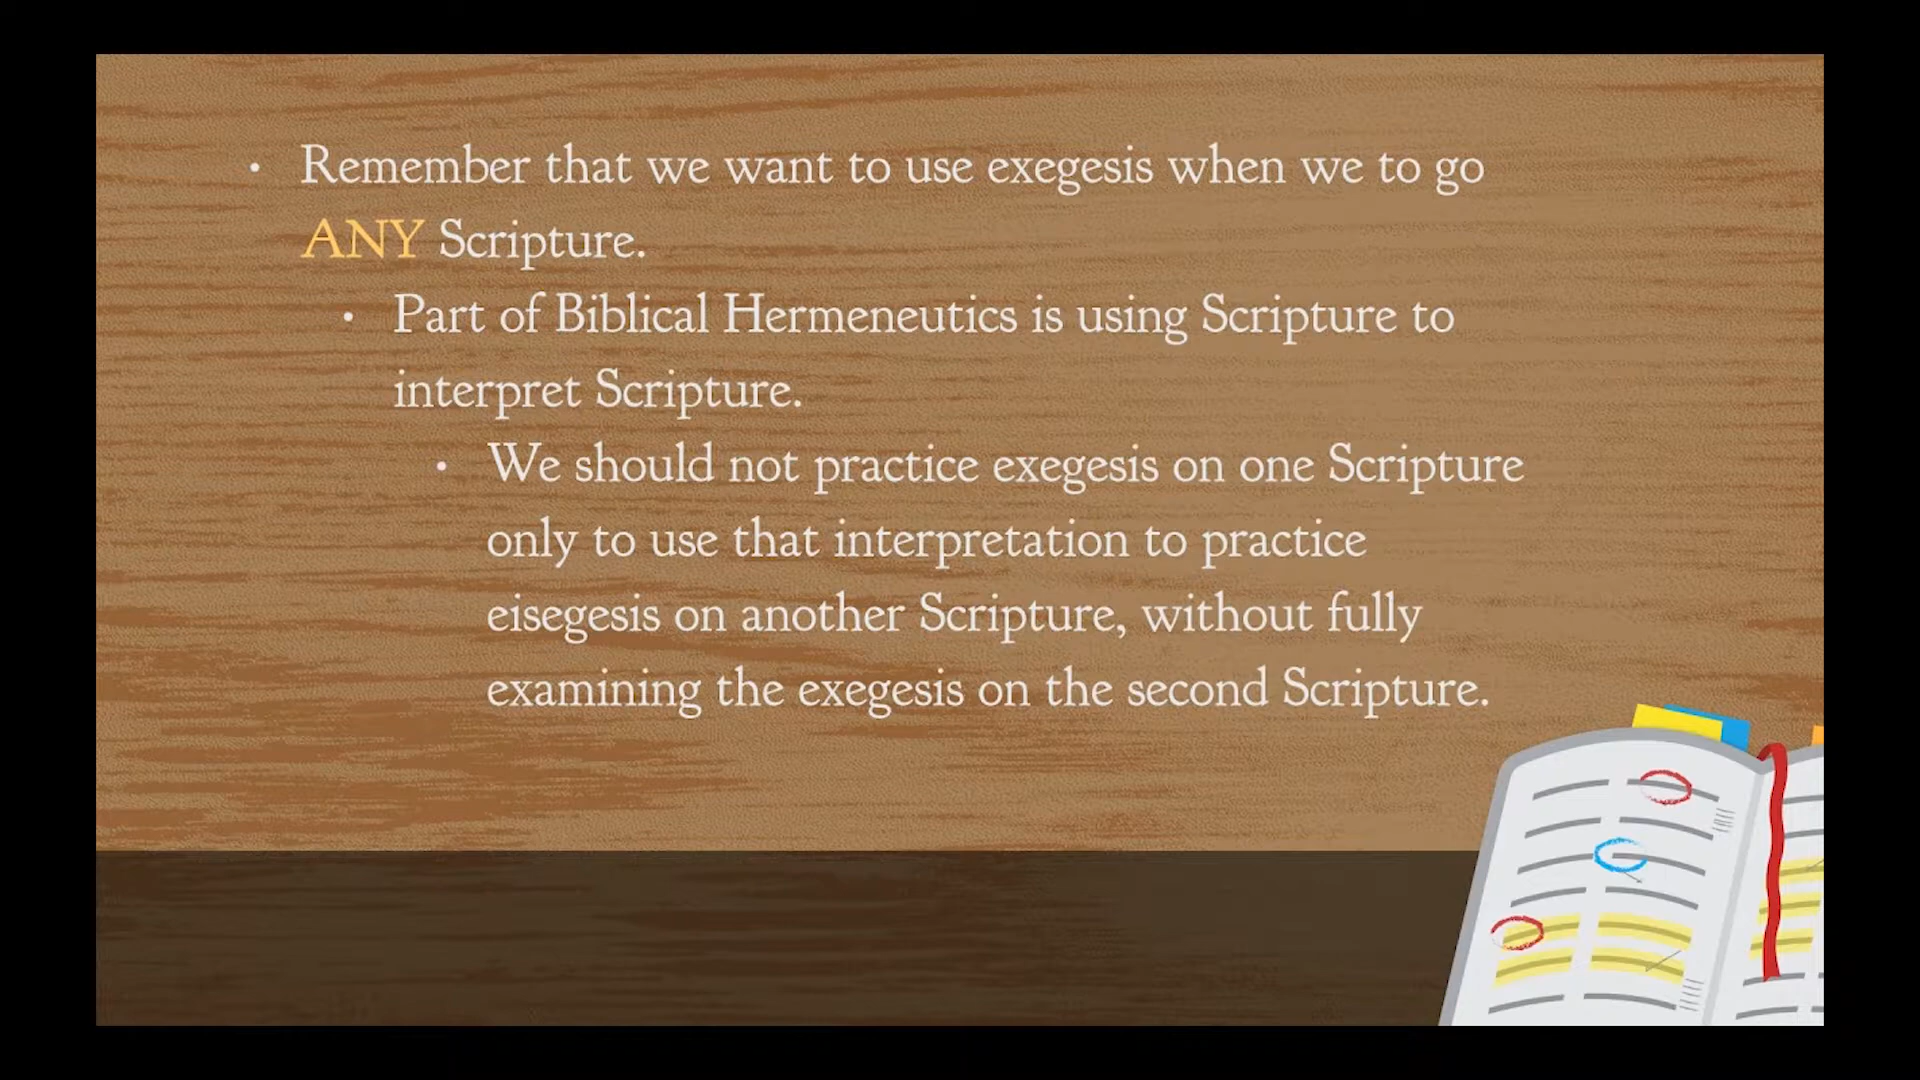 • Remember that we want to use exegesis when we to go
ANY Scripture.
• Part of Biblical Hermeneutics is using Scripture to
interpret Scripture.
• We should not practice exegesis on one Scripture
only to use that interpretation to practice
eisegesis on another Scripture, without fully
examining the exegesis on the second Scripture.